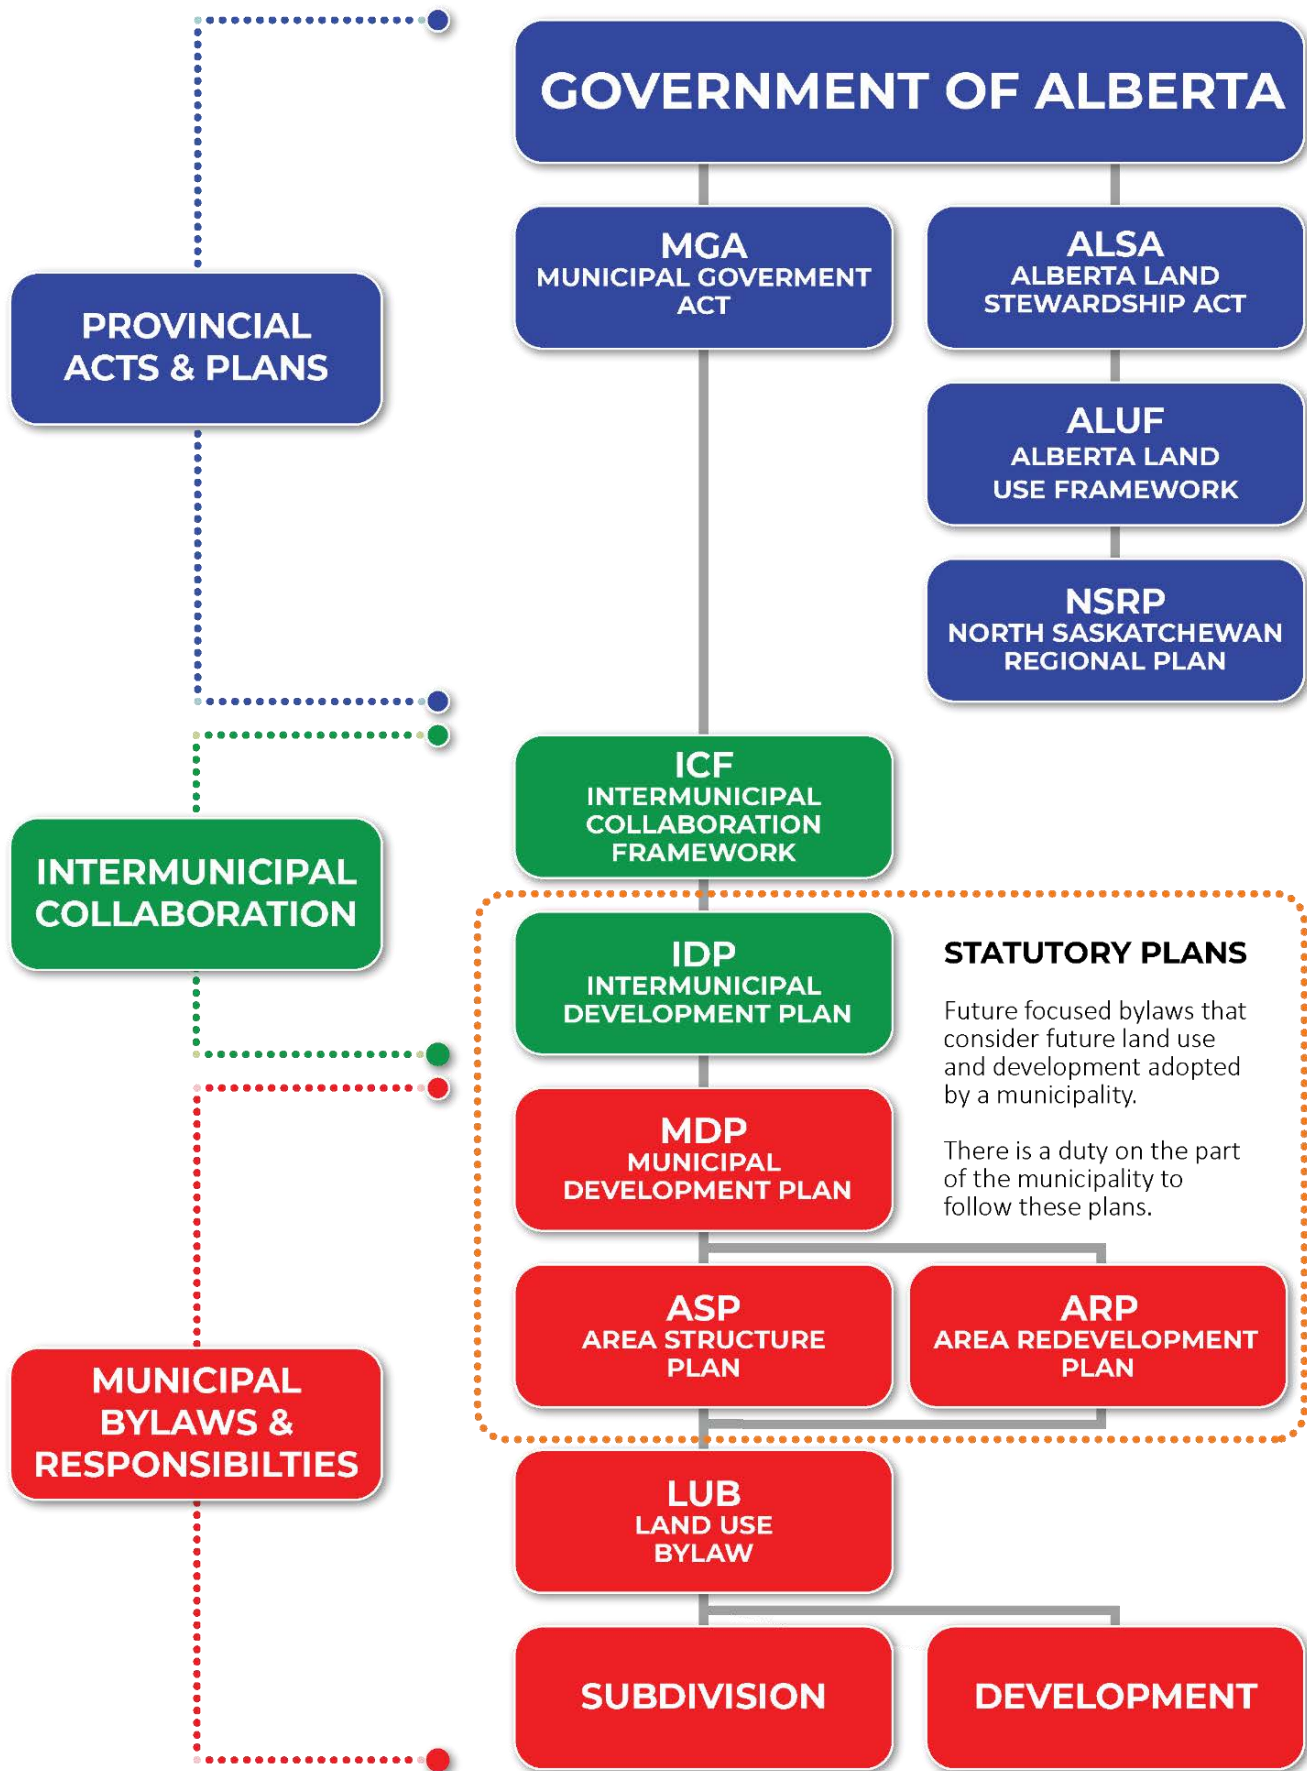 GOVERNMENT OF ALBERTA
MGA
MUNICIPAL GOVERMENT
ACT
ALSA
ALBERTA LAND
STEWARDSHIP ACT
PROVINCIAL
ACTS & PLANS
ALUF
ALBERTA LAND
USE FRAMEWORK
NSRP
NORTH SASKATCHEWAN
REGIONAL PLAN
ICF
INTERMUNICIPAL
COLLABORATION
FRAMEWORK
INTERMUNICIPAL
COLLABORATION
IDP
INTERMUNICIPAL
DEVELOPMENT PLAN
STATUTORY PLANS
Future focused bylaws that
consider future land use
and development adopted
by a municipality.
There is a duty on the part
of the municipality to
follow these plans.
MDP
MUNICIPAL
DEVELOPMENT PLAN
ASP
AREA STRUCTURE
PLAN
ARP
AREA REDEVELOPMENT
PLAN
MUNICIPAL
BYLAWS &
RESPONSIBILTIES
LUB
LAND USE
BYLAW
SUBDIVISION
DEVELOPMENT